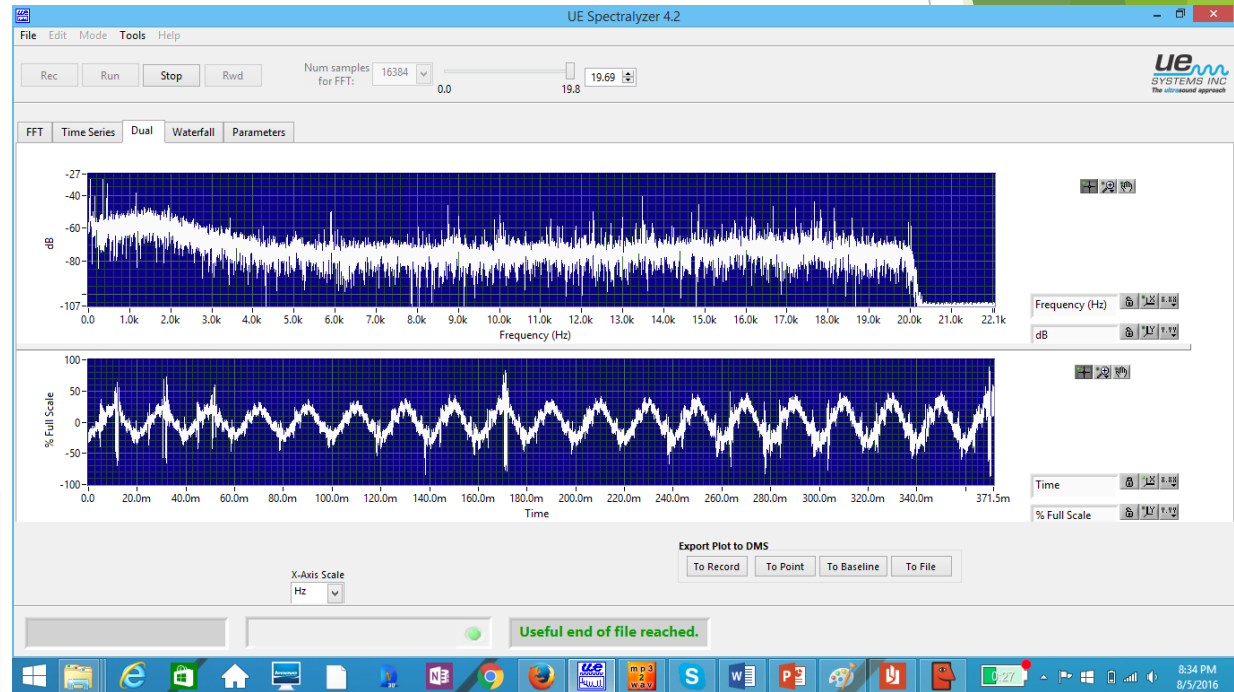 UE Spectralyzer 4.2
File Edit Mode Tools Help
Rec Run Stop Rwd
Num samples for FFT: 16384
0.0 19.8 19.69
ue
SYSTEMS INC
The ultrasound approach
FFT Time Series Dual Waterfall Parameters
-27
-40
-60
-80
-107
dB
0.0 1.0k 2.0k 3.0k 4.0k 5.0k 6.0k 7.0k 8.0k 9.0k 10.0k 11.0k 12.0k 13.0k 14.0k 15.0k 16.0k 17.0k 18.0k 19.0k 20.0k 21.0k 22.1k
Frequency (Hz)
Frequency (Hz)
dB
100
50
0
-50
-100
% Full Scale
0.0 20.0m 40.0m 60.0m 80.0m 100.0m 120.0m 140.0m 160.0m 180.0m 200.0m 220.0m 240.0m 260.0m 280.0m 300.0m 320.0m 340.0m 371.5m
Time
Time
% Full Scale
Export Plot to DMS
To Record To Point To Baseline To File
X-Axis Scale
Hz
Useful end of file reached.
mp3
2
wav
0:27
8:34 PM
8/5/2016